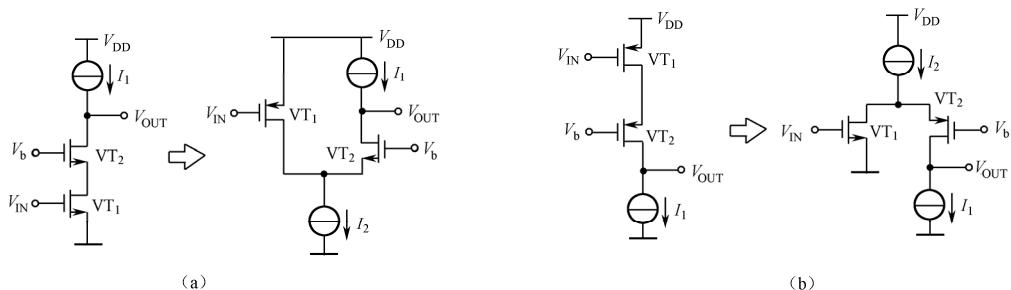 V_DD
I_1
V_OUT
V_b
VT_2
V_IN
VT_1
V_DD
I_1
V_IN
VT_1
V_OUT
VT_2
V_b
I_2
(a)
V_DD
V_IN
VT_1
V_b
VT_2
V_OUT
I_1
V_DD
I_2
VT_2
V_IN
VT_1
V_b
V_OUT
I_1
(b)